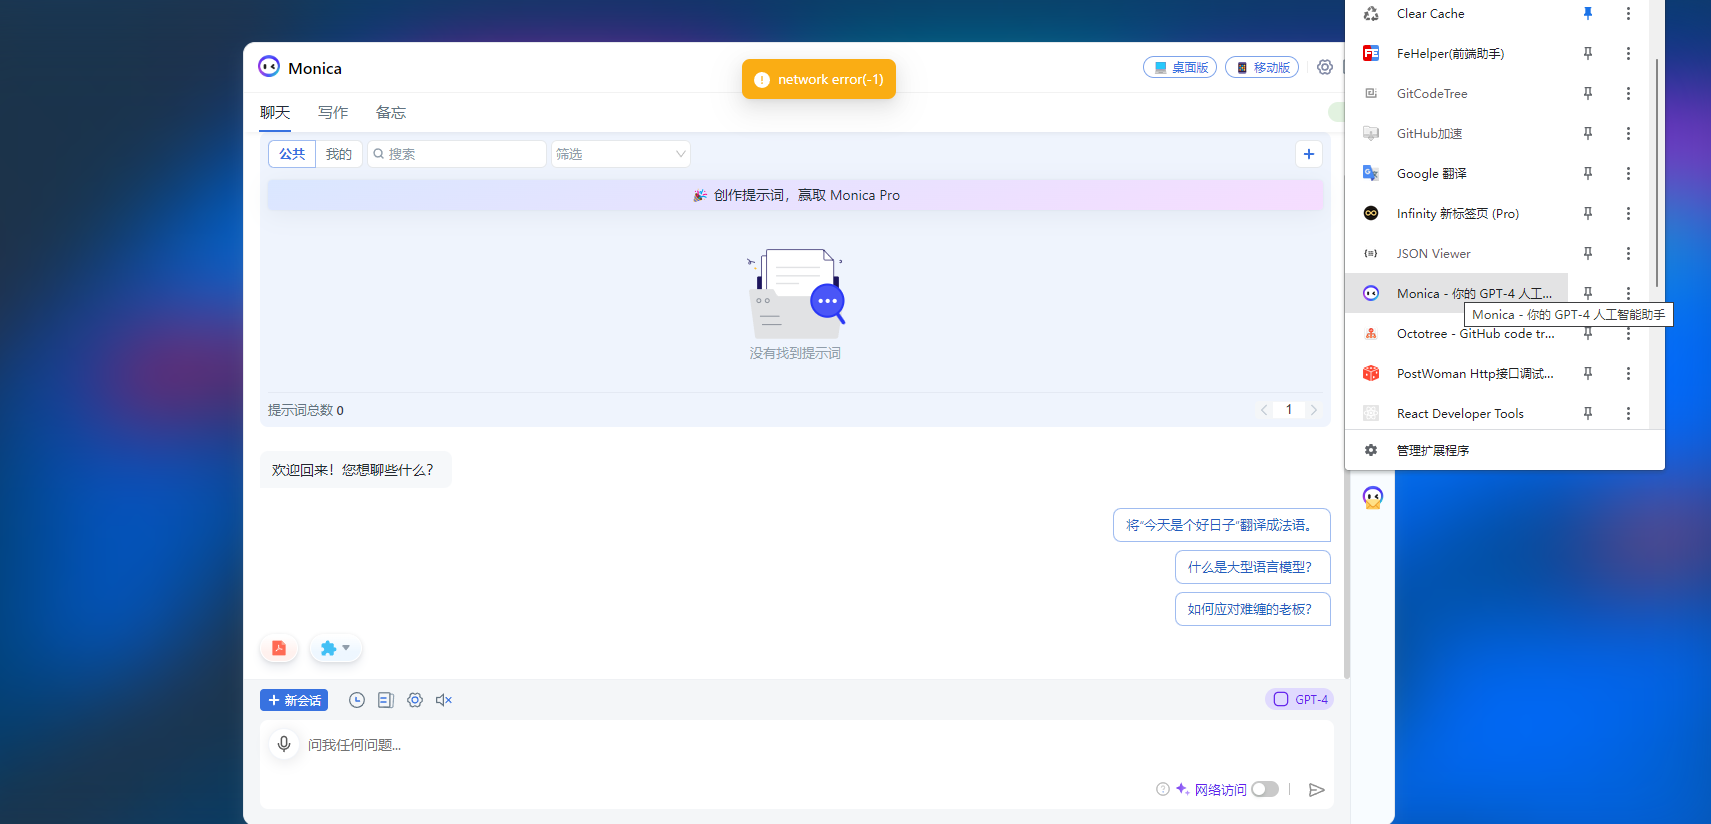 Monica
network error(-1)
桌面版
移动版
聊天
写作
备忘
公共
我的
搜索
筛选
创作提示词，赢取 Monica Pro
没有找到提示词
提示词总数 0
1
欢迎回来！您想聊些什么？
将“今天是个好日子”翻译成法语。
什么是大型语言模型？
如何应对难缠的老板？
新会话
GPT-4
问我任何问题...
网络访问
Clear Cache
FeHelper(前端助手)
GitCodeTree
GitHub加速
Google 翻译
Infinity 新标签页 (Pro)
JSON Viewer
Monica - 你的 GPT-4 人工...
Monica - 你的 GPT-4 人工智能助手
Octotree - GitHub code tr...
PostWoman Http接口调试...
React Developer Tools
管理扩展程序